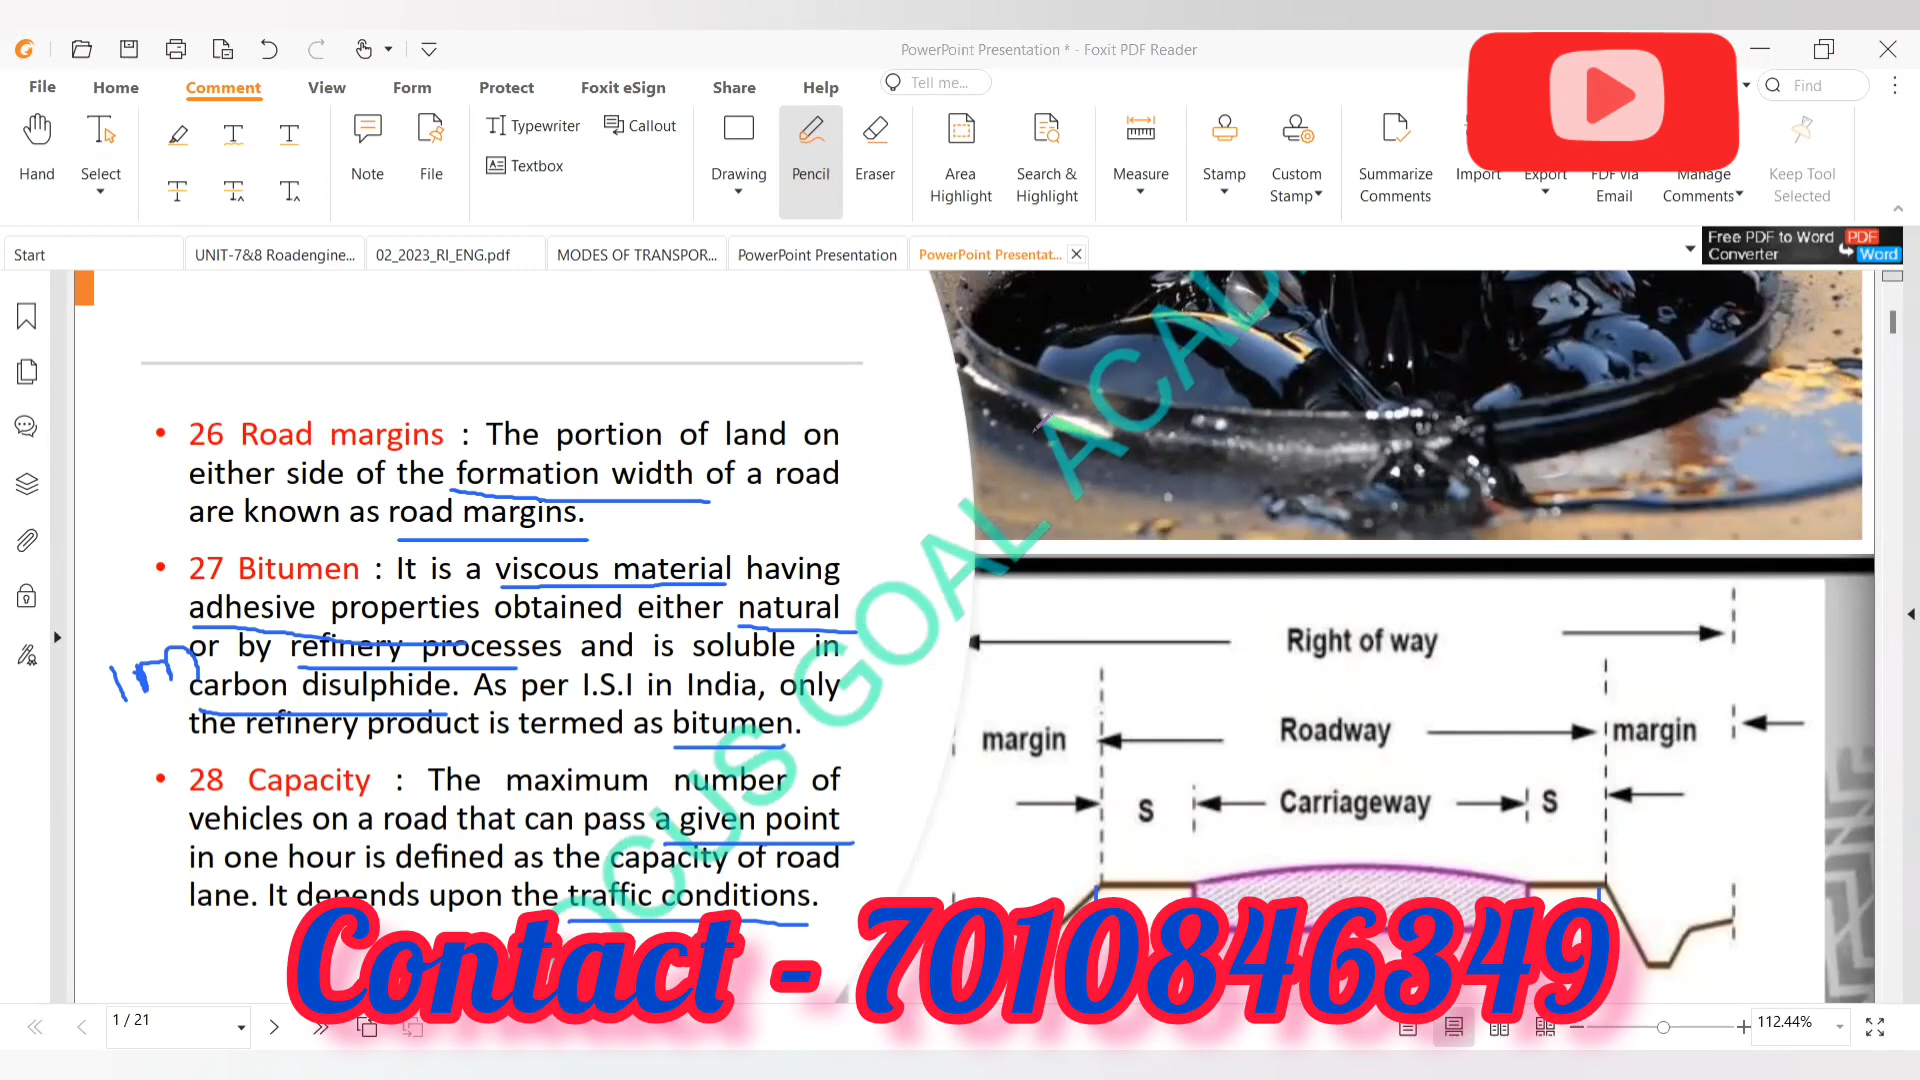 PowerPoint Presentation * - Foxit PDF Reader
File Home Comment View Form Protect Foxit eSign Share Help Tell me... Find
Hand Select Note File Typewriter Callout Textbox Drawing Pencil Eraser
Area Highlight Search & Highlight Measure Stamp Custom Stamp Summarize Comments Import Export PDF via Email Manage Comments Keep Tool Selected
Start UNIT-7&8 Roadengine... 02_2023_RI_ENG.pdf MODES OF TRANSPOR... PowerPoint Presentation PowerPoint Presentat...
Free PDF to Word PDF
Converter Word
• 26 Road margins : The portion of land on
either side of the formation width of a road
are known as road margins.
• 27 Bitumen : It is a viscous material having
adhesive properties obtained either natural
or by refinery processes and is soluble in
carbon disulphide. As per I.S.I in India, only
the refinery product is termed as bitumen.
1m
• 28 Capacity : The maximum number of
vehicles on a road that can pass a given point
in one hour is defined as the capacity of road
lane. It depends upon the traffic conditions.
OCUS GOAL ACAD
Right of way
margin Roadway margin
S Carriageway S
Contact - 7010846349
1 / 21
112.44%